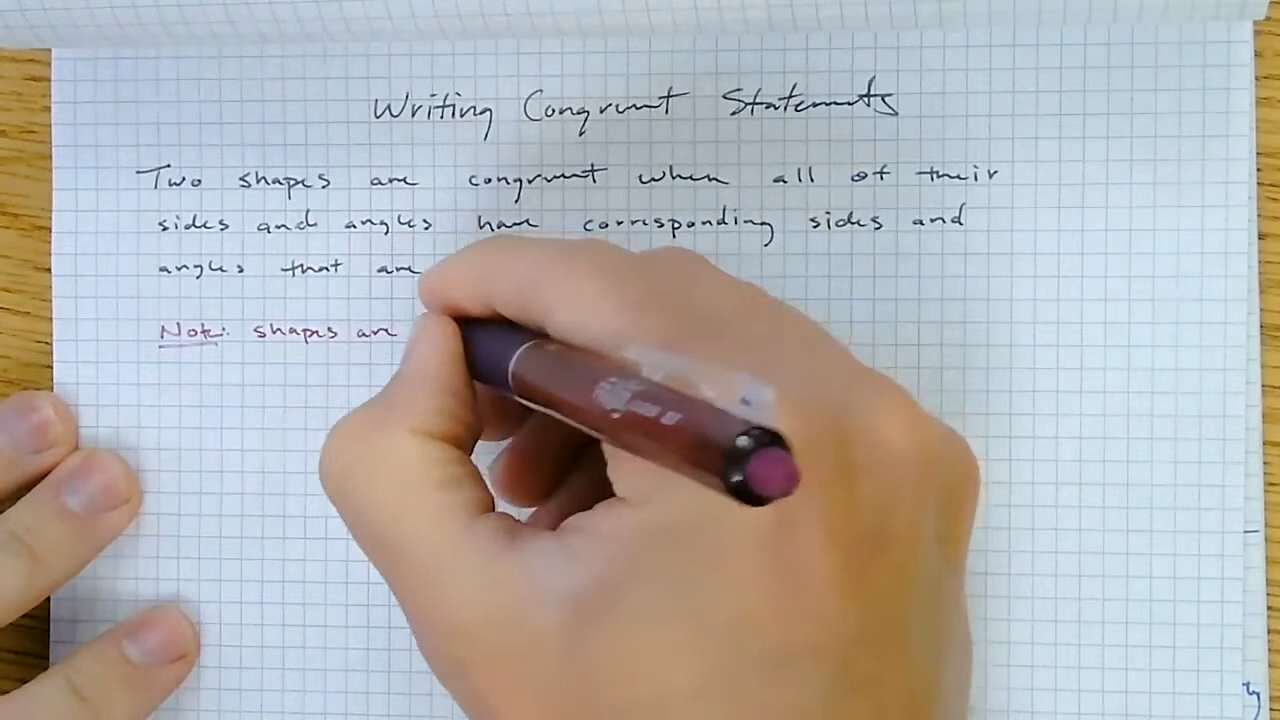 Writing Congruent Statements
Two shapes are congruent when all of their
sides and angles have corresponding sides and
angles that are
Note: shapes are